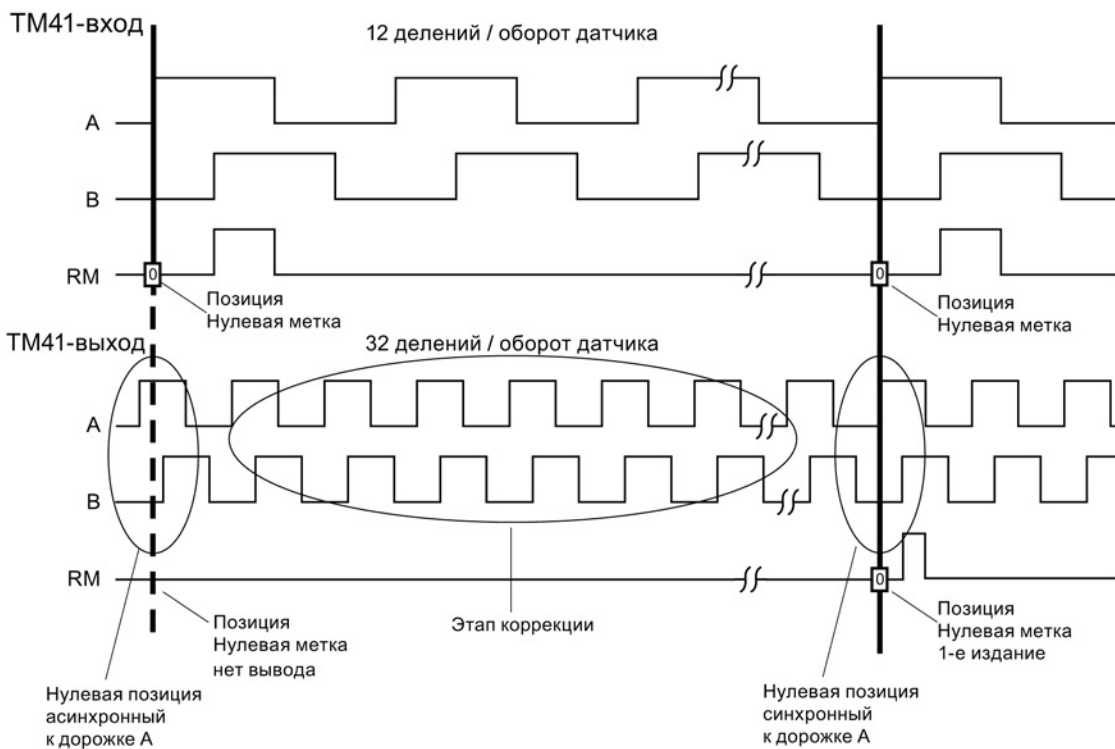 TM41-вход
12 делений / оборот датчика
A
B
RM
0
0
Позиция
Нулевая метка
Позиция
Нулевая метка
TM41-выход
32 делений / оборот датчика
A
B
RM
0
Позиция
Нулевая метка
нет вывода
Этап коррекции
Позиция
Нулевая метка
1-е издание
Нулевая позиция
асинхронный
к дорожке A
Нулевая позиция
синхронный
к дорожке A